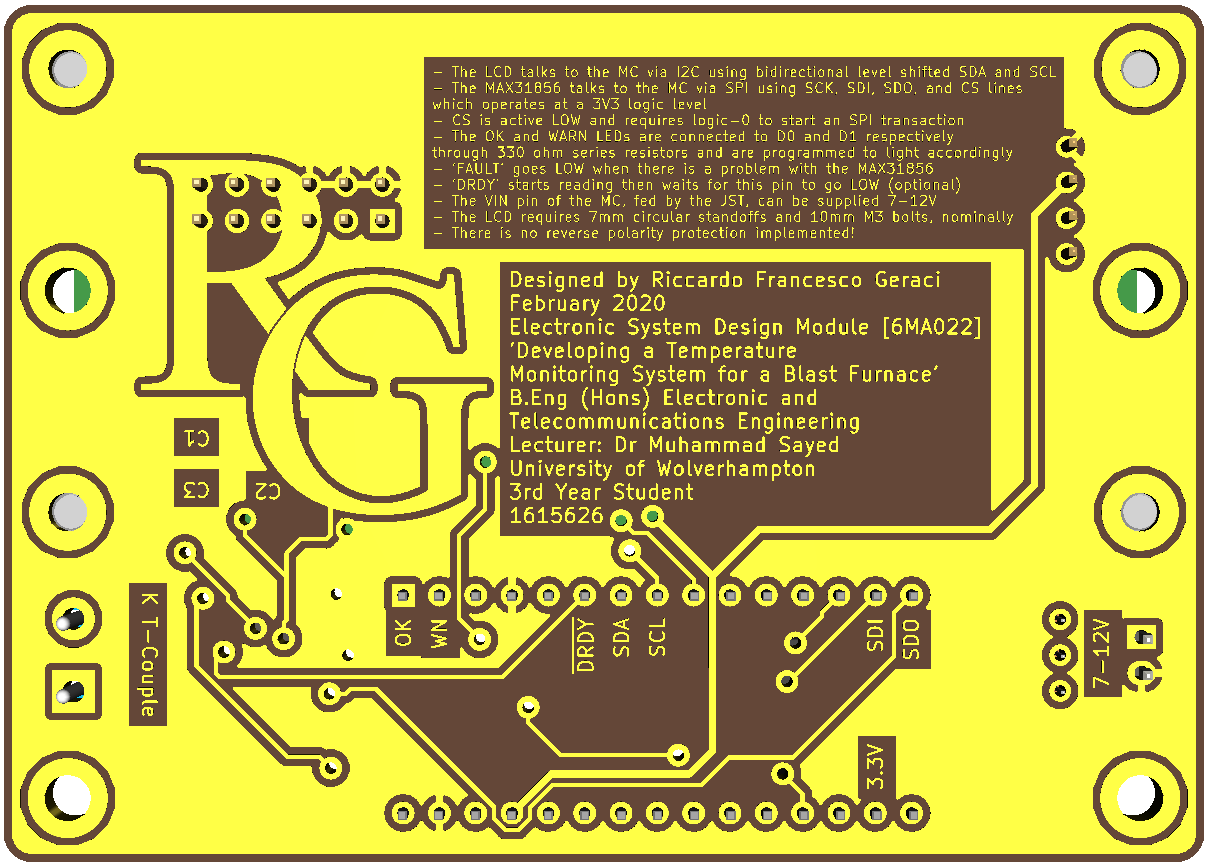 - The LCD talks to the MC via I2C using bidirectional level shifted SDA and SCL
- The MAX31856 talks to the MC via SPI using SCK, SDI, SDO, and CS lines
which operates at a 3V3 logic level
- CS is active LOW and requires logic-0 to start an SPI transaction
- The OK and WARN LEDs are connected to D0 and D1 respectively
through 330 ohm series resistors and are programmed to light accordingly
- 'FAULT' goes LOW when there is a problem with the MAX31856
- 'DRDY' starts reading then waits for this pin to go LOW (optional)
- The VIN pin of the MC, fed by the JST, can be supplied 7-12V
- The LCD requires 7mm circular standoffs and 10mm M3 bolts, nominally
- There is no reverse polarity protection implemented!
RG
Designed by Riccardo Francesco Geraci
February 2020
Electronic System Design Module [6MA022]
'Developing a Temperature
Monitoring System for a Blast Furnace'
B.Eng (Hons) Electronic and
Telecommunications Engineering
Lecturer: Dr Muhammad Sayed
University of Wolverhampton
3rd Year Student
1615626
C1
C3
C2
K T-Couple
OK
WN
DRDY
SDA
SCL
SDI
SDO
7-12V
3.3V